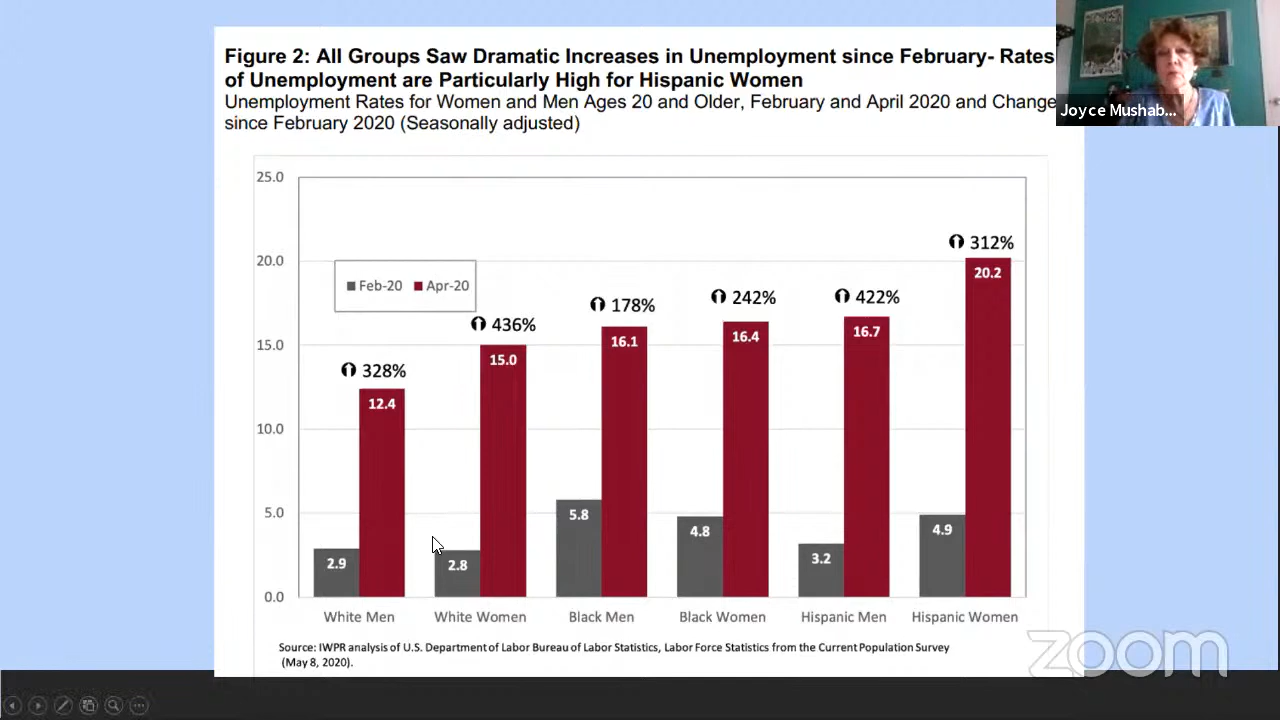 Figure 2: All Groups Saw Dramatic Increases in Unemployment since February- Rates
of Unemployment are Particularly High for Hispanic Women
Unemployment Rates for Women and Men Ages 20 and Older, February and April 2020 and Change
since February 2020 (Seasonally adjusted)
Joyce Mushab...
25.0
20.0
15.0
10.0
5.0
0.0
Feb-20 Apr-20
328%
436%
178%
242%
422%
312%
12.4
15.0
16.1
16.4
16.7
20.2
2.9
2.8
5.8
4.8
3.2
4.9
White Men White Women Black Men Black Women Hispanic Men Hispanic Women
Source: IWPR analysis of U.S. Department of Labor Bureau of Labor Statistics, Labor Force Statistics from the Current Population Survey
(May 8, 2020).
zoom